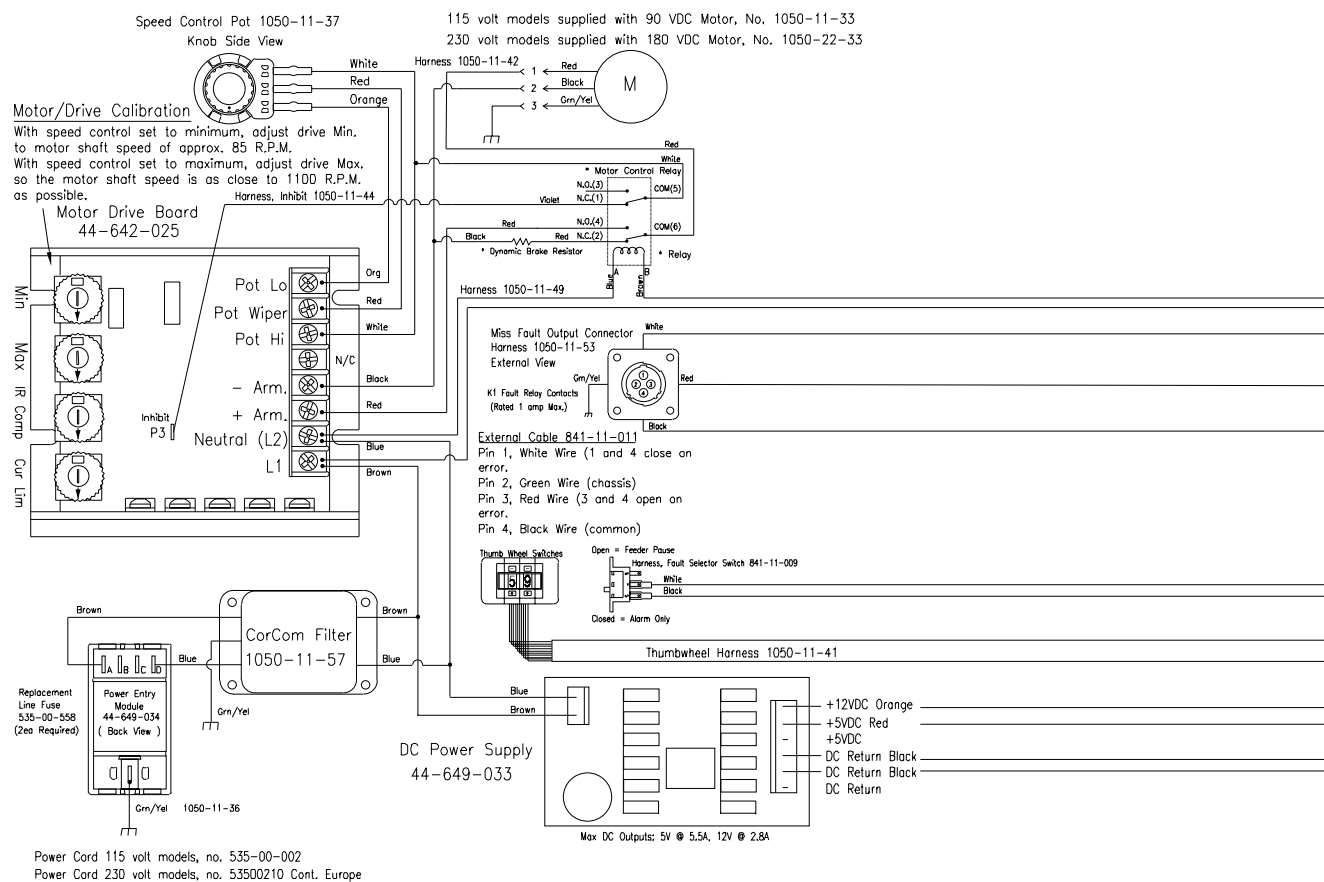 Speed Control Pot 1050-11-37
Knob Side View
115 volt models supplied with 90 VDC Motor, No. 1050-11-33
230 volt models supplied with 180 VDC Motor, No. 1050-22-33
White
Red
Orange
Harness 1050-11-42
1
Red
2
Black
3
Grn/Yel
M
Motor/Drive Calibration
With speed control set to minimum, adjust drive Min.
to motor shaft speed of approx. 85 R.P.M.
With speed control set to maximum, adjust drive Max.
so the motor shaft speed is as close to 1100 R.P.M.
as possible.
Harness, Inhibit 1050-11-44
Red
White
* Motor Control Relay
N.O.(3)
COM(5)
Violet
N.C.(1)
Red
N.O.(4)
COM(6)
Black
Red
N.C.(2)
* Dynamic Brake Resistor
* Relay
A
B
Blue
Brown
Motor Drive Board
44-642-025
Min
Max
IR Comp
Cur Lim
Pot Lo
Org
Pot Wiper
Red
Pot Hi
White
N/C
- Arm.
Black
+ Arm.
Red
Neutral (L2)
Blue
L1
Brown
Inhibit
P3
Harness 1050-11-49
Miss Fault Output Connector
Harness 1050-11-53
External View
White
Grn/Yel
Red
Black
1
2
3
4
K1 Fault Relay Contacts
(Rated 1 amp Max.)
External Cable 841-11-011
Pin 1, White Wire (1 and 4 close on
error.
Pin 2, Green Wire (chassis)
Pin 3, Red Wire (3 and 4 open on
error.
Pin 4, Black Wire (common)
Thumb Wheel Switches
5 9
Open = Feeder Pause
Harness, Fault Selector Switch 841-11-009
White
Black
Closed = Alarm Only
Thumbwheel Harness 1050-11-41
Brown
CorCom Filter
1050-11-57
Brown
Blue
Blue
Grn/Yel
A
B
C
D
Replacement
Line Fuse
535-00-558
(2ea Required)
Power Entry
Module
44-649-034
( Back View )
Grn/Yel
1050-11-36
Blue
Brown
DC Power Supply
44-649-033
+12VDC Orange
+5VDC Red
+5VDC
DC Return Black
DC Return Black
DC Return
Max DC Outputs: 5V @ 5.5A, 12V @ 2.8A
Power Cord 115 volt models, no. 535-00-002
Power Cord 230 volt models, no. 53500210 Cont. Europe